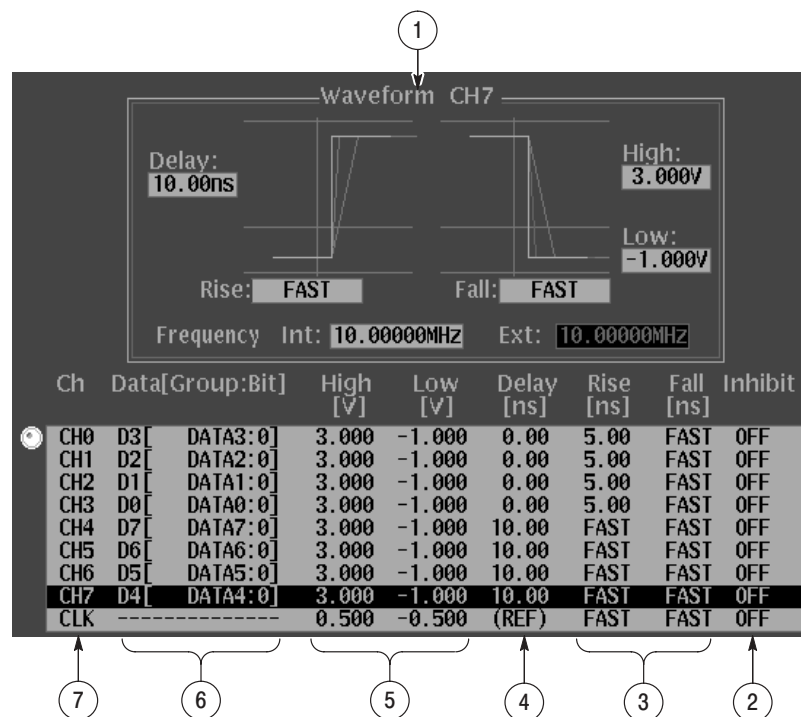 1
Waveform CH7
Delay:
10.00ns
High:
3.000V
Low:
-1.000V
Rise: FAST
Fall: FAST
Frequency Int: 10.00000MHz Ext: 10.00000MHz
Ch Data[Group:Bit] High Low Delay Rise Fall Inhibit
[V] [V] [ns] [ns] [ns]
CH0 D3[ DATA3:0] 3.000 -1.000 0.00 5.00 FAST OFF
CH1 D2[ DATA2:0] 3.000 -1.000 0.00 5.00 FAST OFF
CH2 D1[ DATA1:0] 3.000 -1.000 0.00 5.00 FAST OFF
CH3 D0[ DATA0:0] 3.000 -1.000 0.00 5.00 FAST OFF
CH4 D7[ DATA7:0] 3.000 -1.000 10.00 FAST FAST OFF
CH5 D6[ DATA6:0] 3.000 -1.000 10.00 FAST FAST OFF
CH6 D5[ DATA5:0] 3.000 -1.000 10.00 FAST FAST OFF
CH7 D4[ DATA4:0] 3.000 -1.000 10.00 FAST FAST OFF
CLK -------------- 0.500 -0.500 (REF) FAST FAST OFF
7 6 5 4 3 2